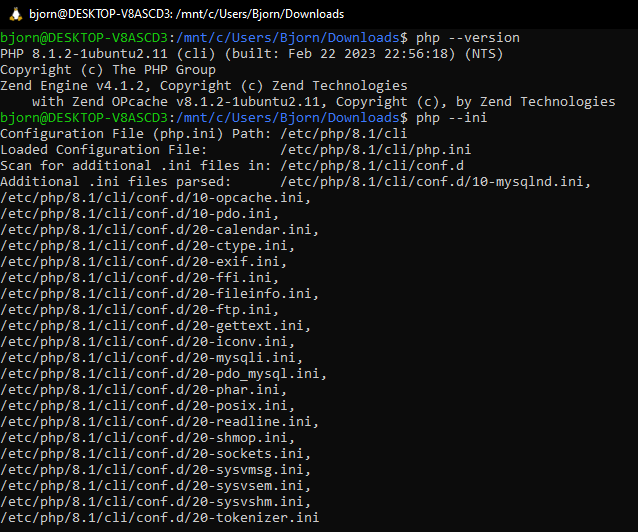 bjorn@DESKTOP-V8ASCD3: /mnt/c/Users/Bjorn/Downloads
bjorn@DESKTOP-V8ASCD3:/mnt/c/Users/Bjorn/Downloads$ php --version
PHP 8.1.2-1ubuntu2.11 (cli) (built: Feb 22 2023 22:56:18) (NTS)
Copyright (c) The PHP Group
Zend Engine v4.1.2, Copyright (c) Zend Technologies
    with Zend OPcache v8.1.2-1ubuntu2.11, Copyright (c), by Zend Technologies
bjorn@DESKTOP-V8ASCD3:/mnt/c/Users/Bjorn/Downloads$ php --ini
Configuration File (php.ini) Path: /etc/php/8.1/cli
Loaded Configuration File:         /etc/php/8.1/cli/php.ini
Scan for additional .ini files in: /etc/php/8.1/cli/conf.d
Additional .ini files parsed:      /etc/php/8.1/cli/conf.d/10-mysqlnd.ini,
/etc/php/8.1/cli/conf.d/10-opcache.ini,
/etc/php/8.1/cli/conf.d/10-pdo.ini,
/etc/php/8.1/cli/conf.d/20-calendar.ini,
/etc/php/8.1/cli/conf.d/20-ctype.ini,
/etc/php/8.1/cli/conf.d/20-exif.ini,
/etc/php/8.1/cli/conf.d/20-ffi.ini,
/etc/php/8.1/cli/conf.d/20-fileinfo.ini,
/etc/php/8.1/cli/conf.d/20-ftp.ini,
/etc/php/8.1/cli/conf.d/20-gettext.ini,
/etc/php/8.1/cli/conf.d/20-iconv.ini,
/etc/php/8.1/cli/conf.d/20-mysqli.ini,
/etc/php/8.1/cli/conf.d/20-pdo_mysql.ini,
/etc/php/8.1/cli/conf.d/20-phar.ini,
/etc/php/8.1/cli/conf.d/20-posix.ini,
/etc/php/8.1/cli/conf.d/20-readline.ini,
/etc/php/8.1/cli/conf.d/20-shmop.ini,
/etc/php/8.1/cli/conf.d/20-sockets.ini,
/etc/php/8.1/cli/conf.d/20-sysvmsg.ini,
/etc/php/8.1/cli/conf.d/20-sysvsem.ini,
/etc/php/8.1/cli/conf.d/20-sysvshm.ini,
/etc/php/8.1/cli/conf.d/20-tokenizer.ini